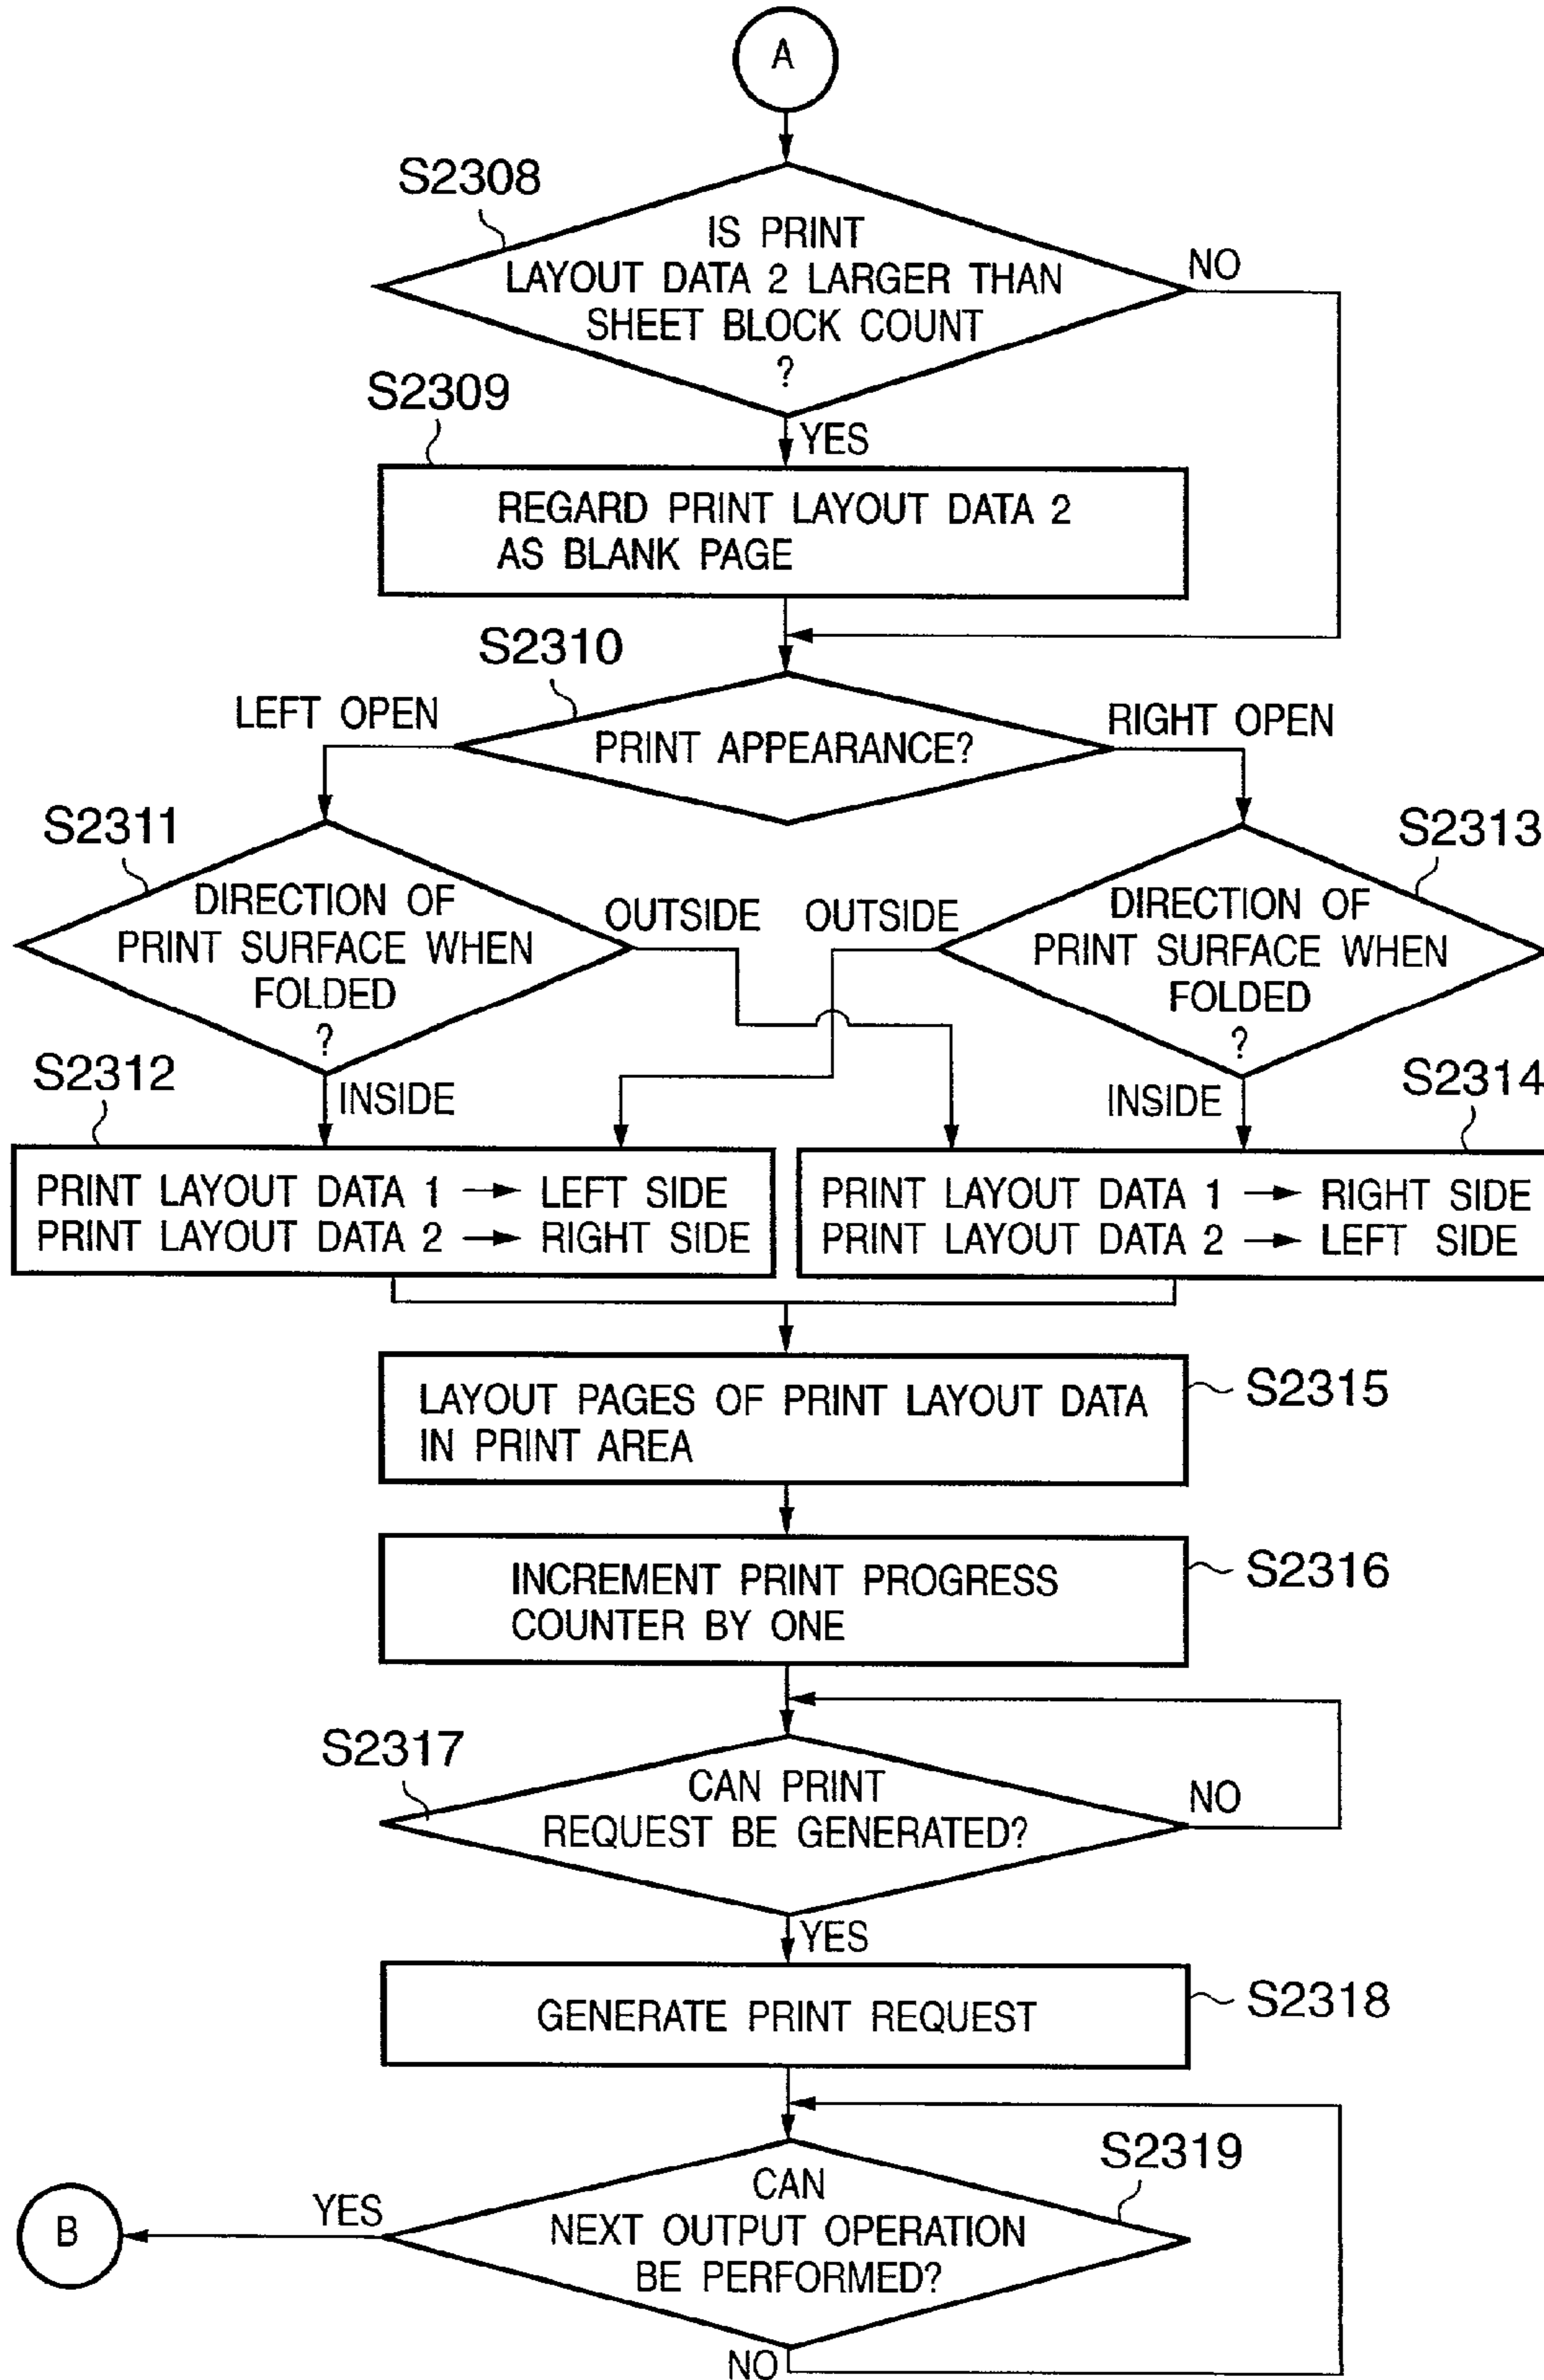 A
S2308
IS PRINT
LAYOUT DATA 2 LARGER THAN
SHEET BLOCK COUNT
?
NO
YES
S2309
REGARD PRINT LAYOUT DATA 2
AS BLANK PAGE
S2310
PRINT APPEARANCE?
LEFT OPEN
RIGHT OPEN
S2311
DIRECTION OF
PRINT SURFACE WHEN
FOLDED
?
OUTSIDE
INSIDE
S2313
DIRECTION OF
PRINT SURFACE WHEN
FOLDED
?
OUTSIDE
INSIDE
S2312
PRINT LAYOUT DATA 1 → LEFT SIDE
PRINT LAYOUT DATA 2 → RIGHT SIDE
S2314
PRINT LAYOUT DATA 1 → RIGHT SIDE
PRINT LAYOUT DATA 2 → LEFT SIDE
LAYOUT PAGES OF PRINT LAYOUT DATA
IN PRINT AREA
S2315
INCREMENT PRINT PROGRESS
COUNTER BY ONE
S2316
S2317
CAN PRINT
REQUEST BE GENERATED?
NO
YES
GENERATE PRINT REQUEST
S2318
S2319
CAN
NEXT OUTPUT OPERATION
BE PERFORMED?
YES
B
NO